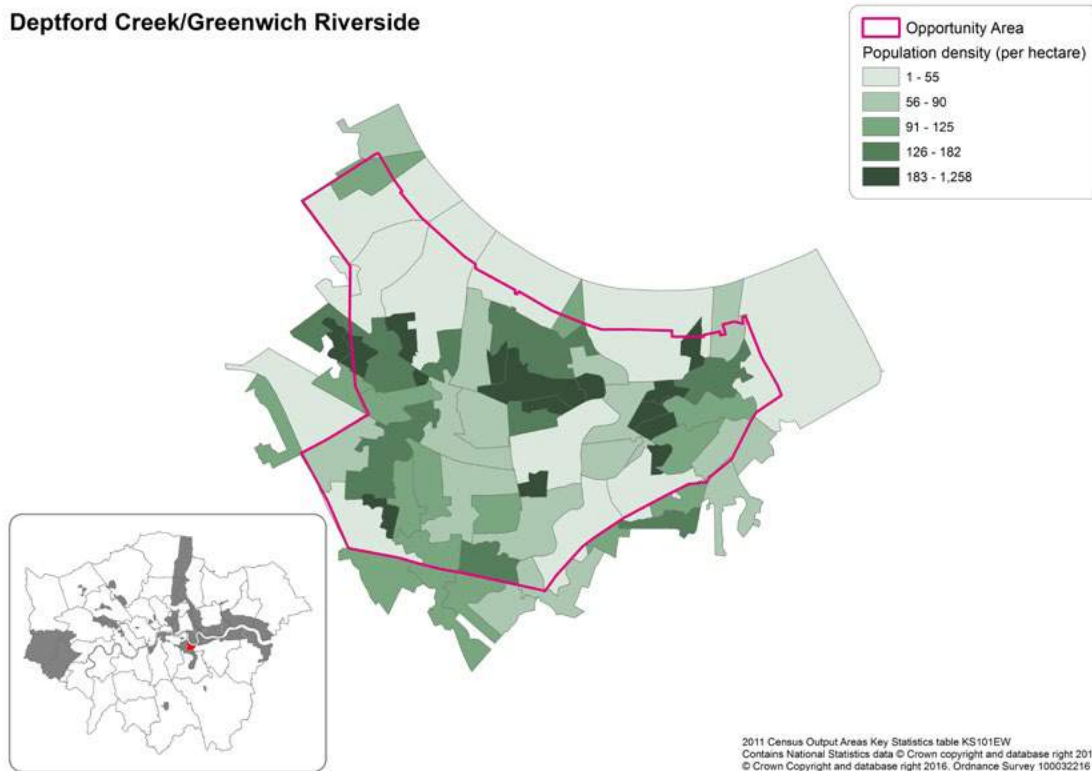 Deptford Creek/Greenwich Riverside
Opportunity Area
Population density (per hectare)
1 - 55
56 - 90
91 - 125
126 - 182
183 - 1,258
2011 Census Output Areas Key Statistics table KS101EW
Contains National Statistics data © Crown copyright and database right 201
© Crown Copyright and database right 2016. Ordnance Survey 100032216